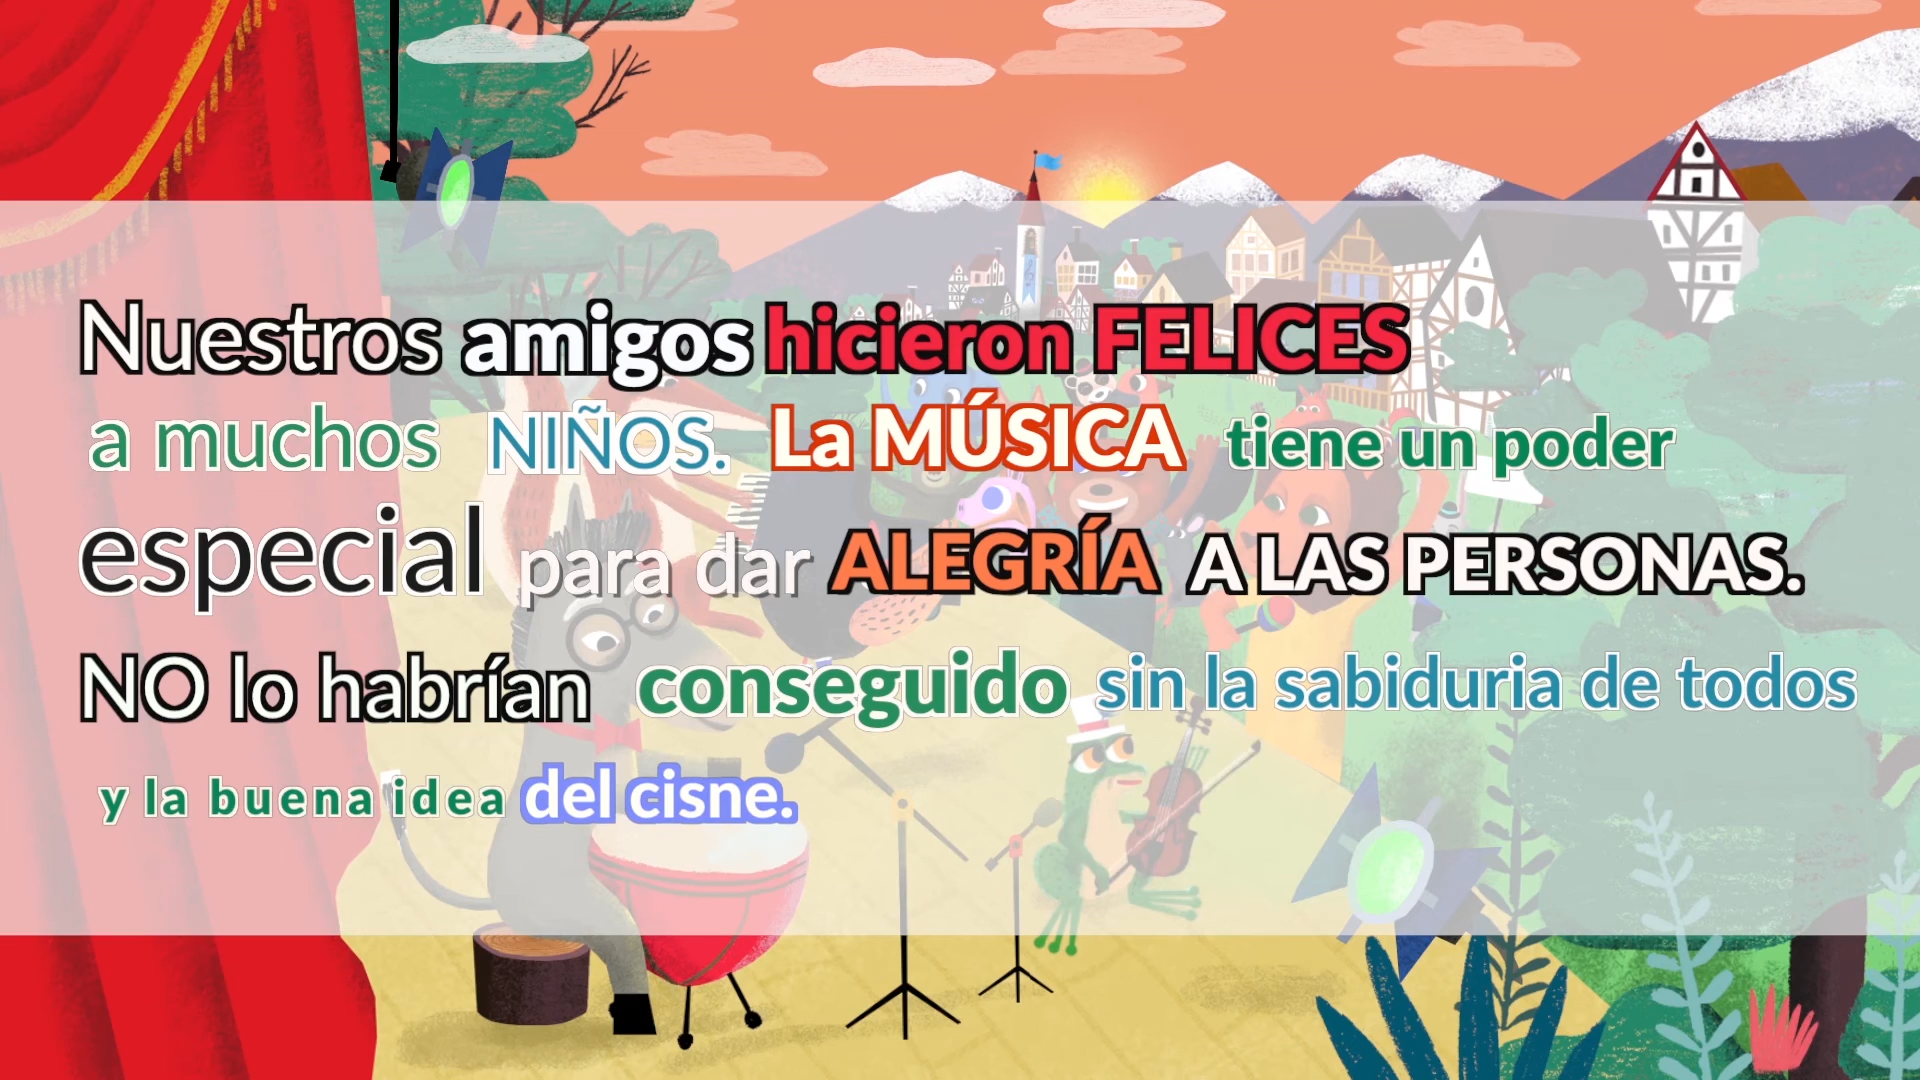 Nuestros amigos hicieron FELICES
a muchos NIÑOS. La MÚSICA tiene un poder
especial para dar ALEGRÍA A LAS PERSONAS.
NO lo habrían conseguido sin la sabiduria de todos
y la buena idea del cisne.